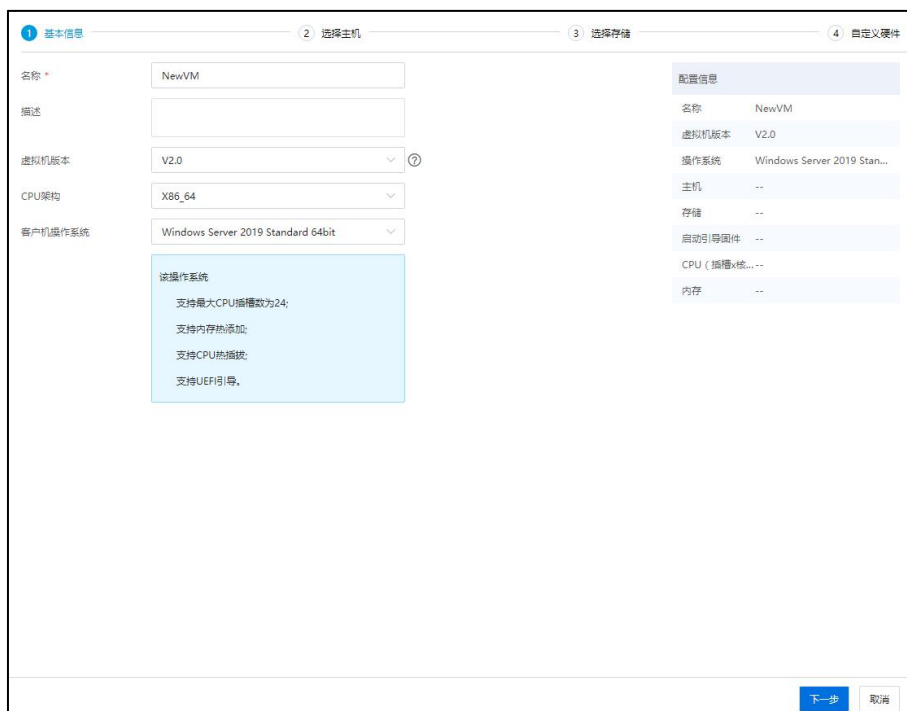 1 基本信息 2 选择主机 3 选择存储 4 自定义硬件
名称 * NewVM
描述
虚拟机版本 V2.0 ?
CPU架构 X86_64
客户机操作系统 Windows Server 2019 Standard 64bit
该操作系统
支持最大CPU插槽数为24;
支持内存热添加;
支持CPU热插拔;
支持UEFI引导。
配置信息
名称 NewVM
虚拟机版本 V2.0
操作系统 Windows Server 2019 Stan...
主机 --
存储 --
启动引导固件 --
CPU（插槽x核... --
内存 --
下一步 取消